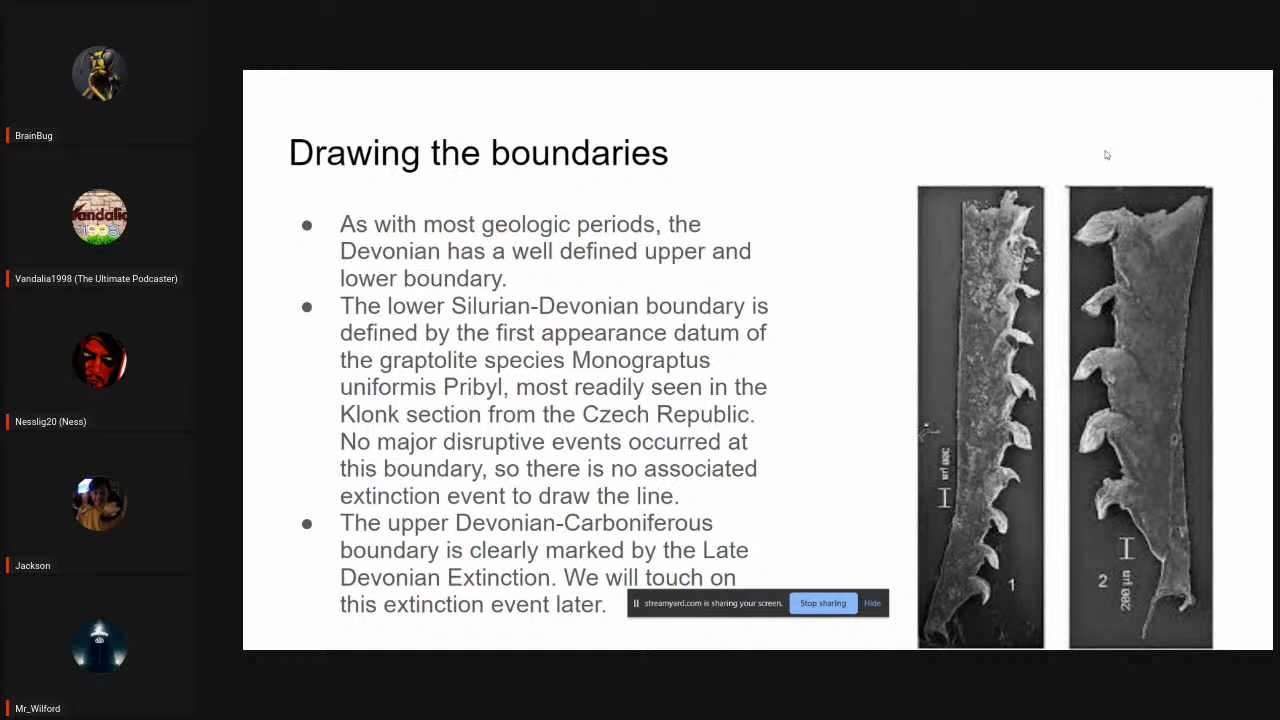 BrainBug
Vandalia1998 (The Ultimate Podcaster)
Nesslig20 (Ness)
Jackson
Mr_Wilford
Drawing the boundaries
● As with most geologic periods, the
Devonian has a well defined upper and
lower boundary.
● The lower Silurian-Devonian boundary is
defined by the first appearance datum of
the graptolite species Monograptus
uniformis Pribyl, most readily seen in the
Klonk section from the Czech Republic.
No major disruptive events occurred at
this boundary, so there is no associated
extinction event to draw the line.
● The upper Devonian-Carboniferous
boundary is clearly marked by the Late
Devonian Extinction. We will touch on
this extinction event later.
streamyard.com is sharing your screen.
Stop sharing
Hide
1
2
200 µm